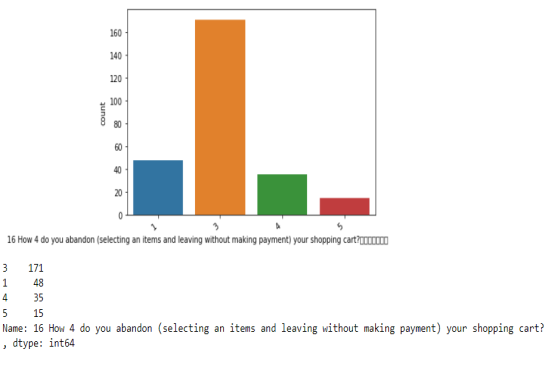 160
140
120
100
80
60
40
20
0
count
1 3 4 5
16 How 4 do you abandon (selecting an items and leaving without making payment) your shopping cart?□□□□□□□
3 171
1 48
4 35
5 15
Name: 16 How 4 do you abandon (selecting an items and leaving without making payment) your shopping cart?
, dtype: int64